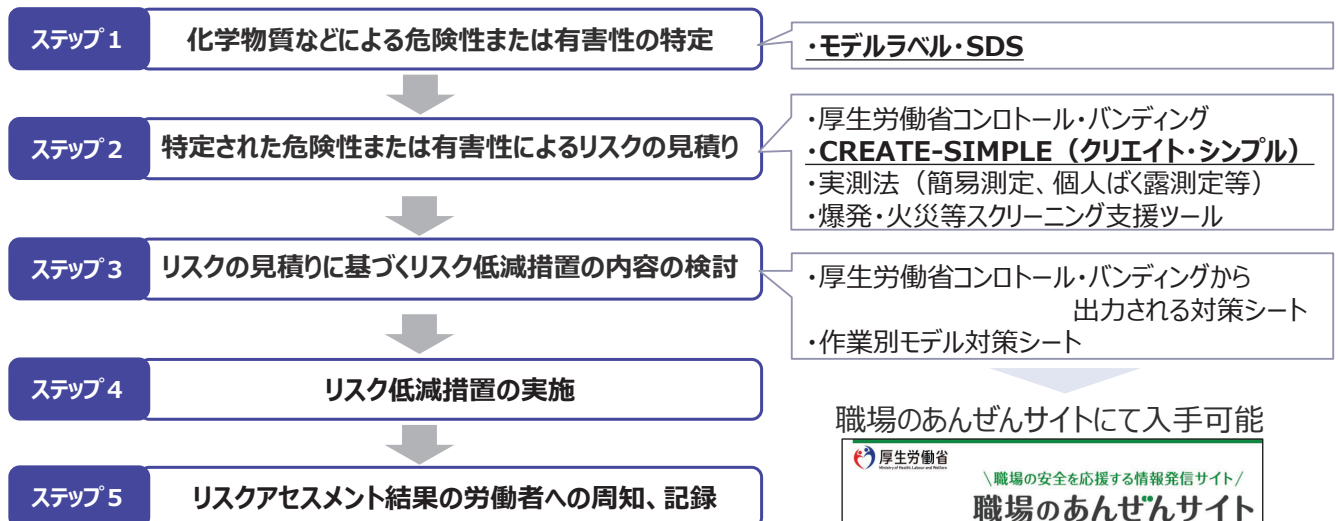 ステップ1
化学物質などによる危険性または有害性の特定
・モデルラベル・SDS
ステップ2
特定された危険性または有害性によるリスクの見積り
・厚生労働省コンロトール・バンディング
・CREATE-SIMPLE（クリエイト・シンプル）
・実測法（簡易測定、個人ばく露測定等）
・爆発・火災等スクリーニング支援ツール
ステップ3
リスクの見積りに基づくリスク低減措置の内容の検討
・厚生労働省コンロトール・バンディングから
出力される対策シート
・作業別モデル対策シート
ステップ4
リスク低減措置の実施
職場のあんぜんサイトにて入手可能
厚生労働省
Ministry of Health, Labour and Welfare
\職場の安全を応援する情報発信サイト/
職場のあんぜんサイト
ステップ5
リスクアセスメント結果の労働者への周知、記録